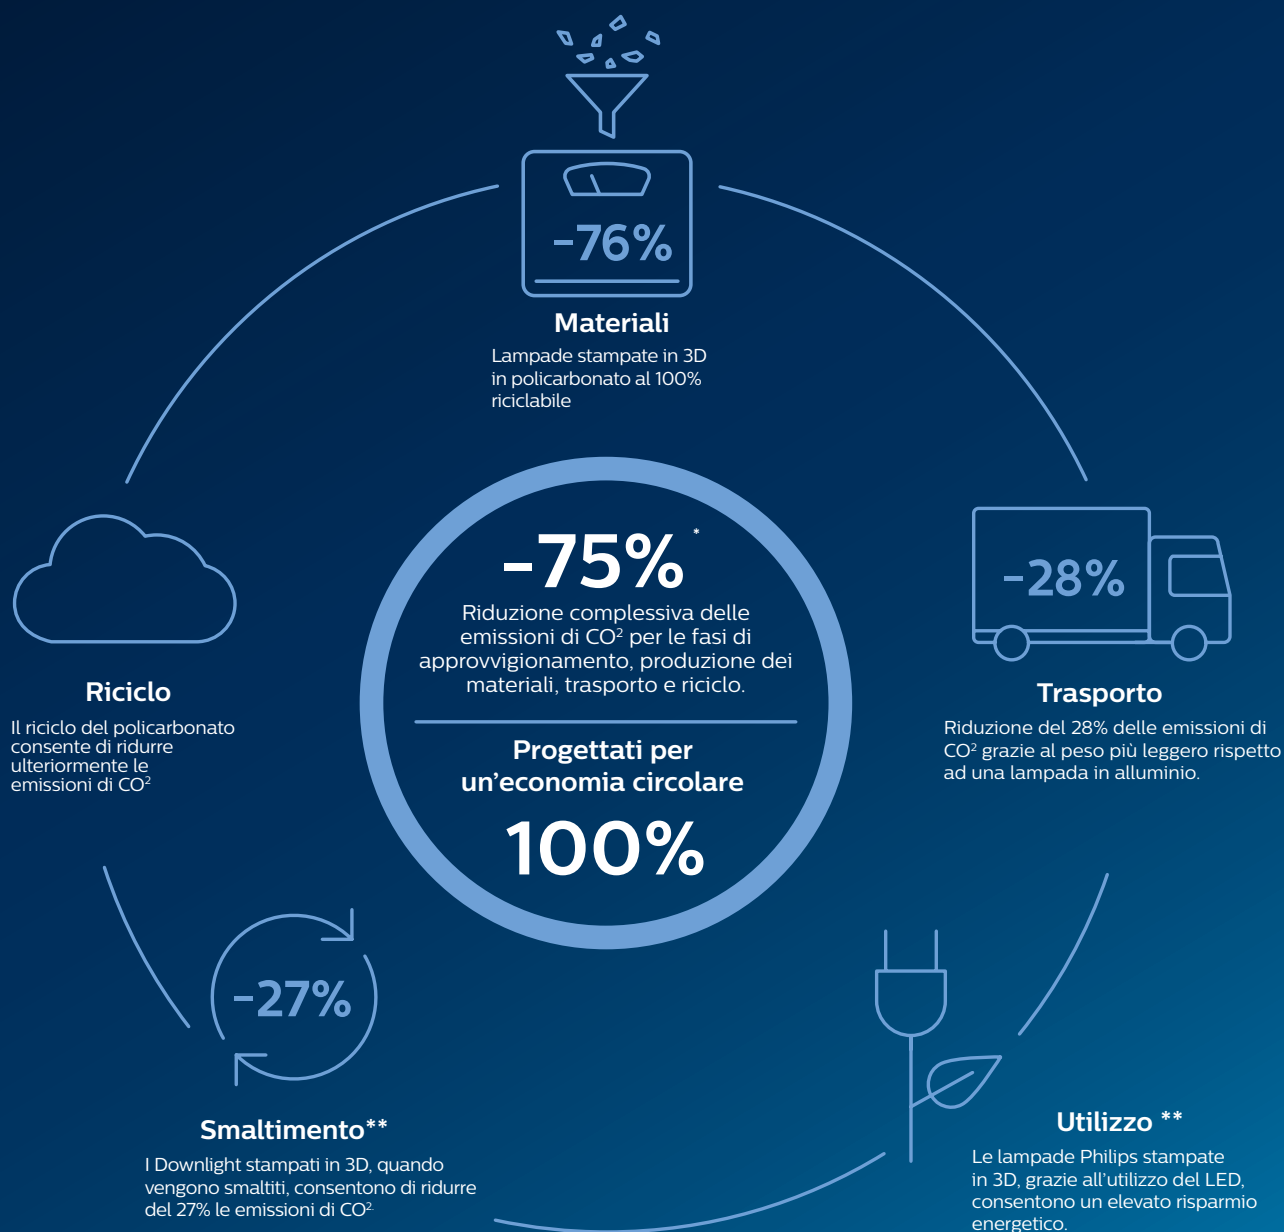 -76%
Materiali
Lampade stampate in 3D
in policarbonato al 100%
riciclabile
-75% *
Riduzione complessiva delle
emissioni di CO² per le fasi di
approvvigionamento, produzione dei
materiali, trasporto e riciclo.
Progettati per
un’economia circolare
100%
-28%
Trasporto
Riduzione del 28% delle emissioni di
CO² grazie al peso più leggero rispetto
ad una lampada in alluminio.
Riciclo
Il riciclo del policarbonato
consente di ridurre
ulteriormente le
emissioni di CO²
-27%
Smaltimento**
I Downlight stampati in 3D, quando
vengono smaltiti, consentono di ridurre
del 27% le emissioni di CO².
Utilizzo **
Le lampade Philips stampate
in 3D, grazie all’utilizzo del LED,
consentono un elevato risparmio
energetico.